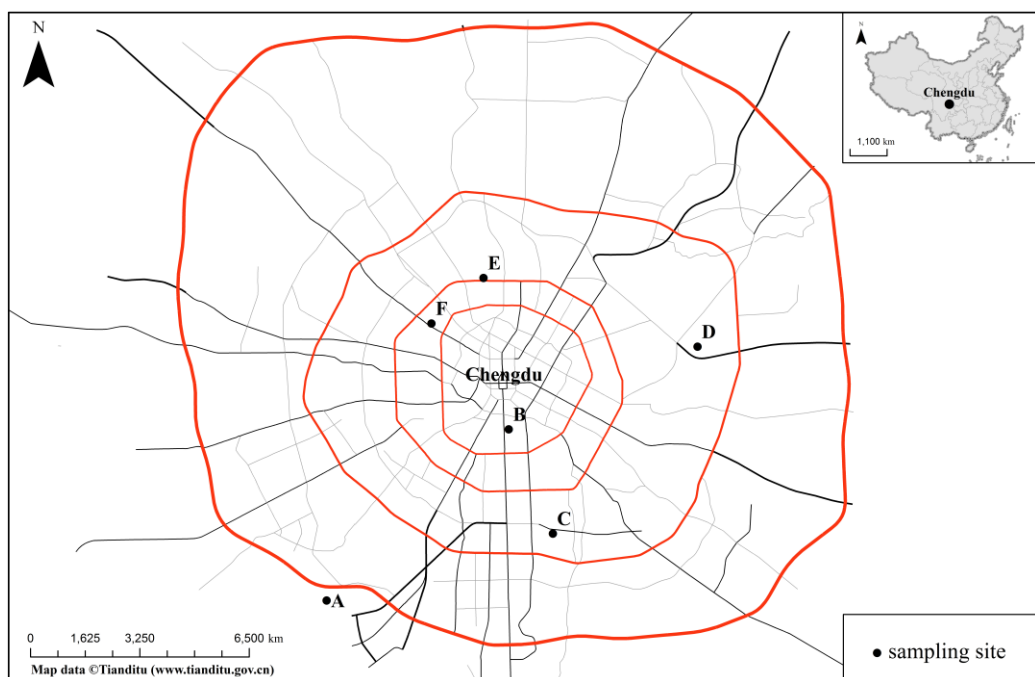 N
N
Chengdu
1,100 km
E
F
D
Chengdu
B
C
A
0 1,625 3,250 6,500 km
Map data ©Tianditu (www.tianditu.gov.cn)
sampling site